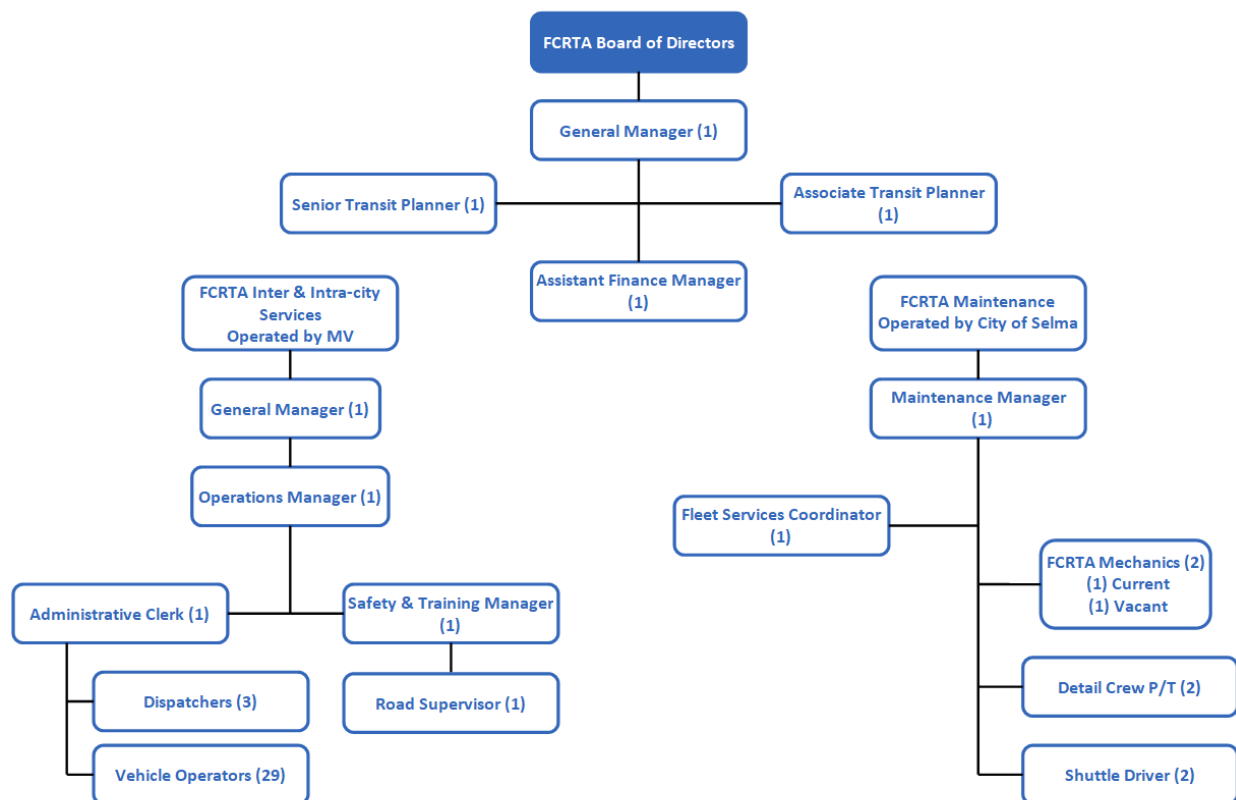 FCRTA Board of Directors
General Manager (1)
Senior Transit Planner (1)
Associate Transit Planner
(1)
Assistant Finance Manager
(1)
FCRTA Inter & Intra-city
Services
Operated by MV
General Manager (1)
Operations Manager (1)
Administrative Clerk (1)
Safety & Training Manager
(1)
Dispatchers (3)
Road Supervisor (1)
Vehicle Operators (29)
FCRTA Maintenance
Operated by City of Selma
Maintenance Manager
(1)
Fleet Services Coordinator
(1)
FCRTA Mechanics (2)
(1) Current
(1) Vacant
Detail Crew P/T (2)
Shuttle Driver (2)